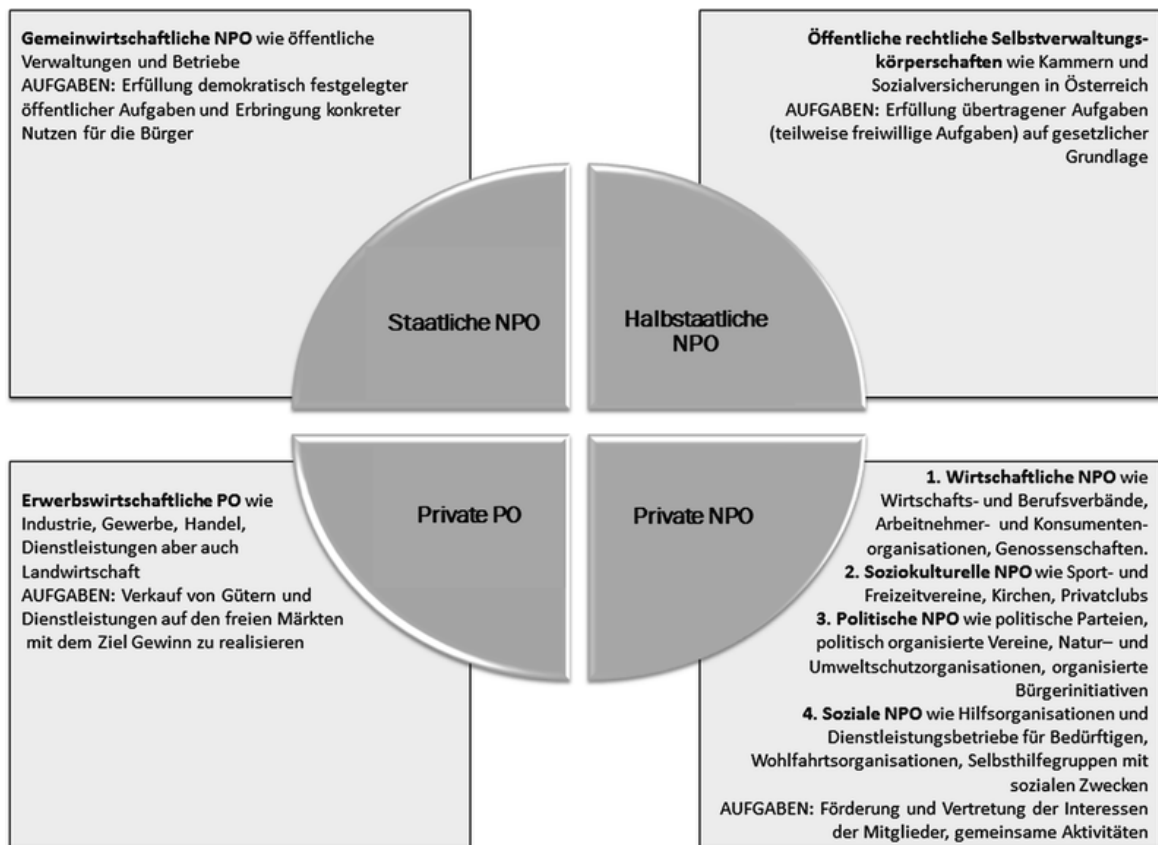 Gemeinwirtschaftliche NPO wie öffentliche
Verwaltungen und Betriebe
AUFGABEN: Erfüllung demokratisch festgelegter
öffentlicher Aufgaben und Erbringung konkreter
Nutzen für die Bürger
Öffentliche rechtliche Selbstverwaltungs-
körperschaften wie Kammern und
Sozialversicherungen in Österreich
AUFGABEN: Erfüllung übertragener Aufgaben
(teilweise freiwillige Aufgaben) auf gesetzlicher
Grundlage
Staatliche NPO
Halbstaatliche
NPO
Private PO
Private NPO
Erwerbswirtschaftliche PO wie
Industrie, Gewerbe, Handel,
Dienstleistungen aber auch
Landwirtschaft
AUFGABEN: Verkauf von Gütern und
Dienstleistungen auf den freien Märkten
mit dem Ziel Gewinn zu realisieren
1. Wirtschaftliche NPO wie
Wirtschafts- und Berufsverbände,
Arbeitnehmer- und Konsumenten-
organisationen, Genossenschaften.
2. Soziokulturelle NPO wie Sport- und
Freizeitvereine, Kirchen, Privatclubs
3. Politische NPO wie politische Parteien,
politisch organisierte Vereine, Natur– und
Umweltschutzorganisationen, organisierte
Bürgerinitiativen
4. Soziale NPO wie Hilfsorganisationen und
Dienstleistungsbetriebe für Bedürftigen,
Wohlfahrtsorganisationen, Selbsthilfegruppen mit
sozialen Zwecken
AUFGABEN: Förderung und Vertretung der Interessen
der Mitglieder, gemeinsame Aktivitäten